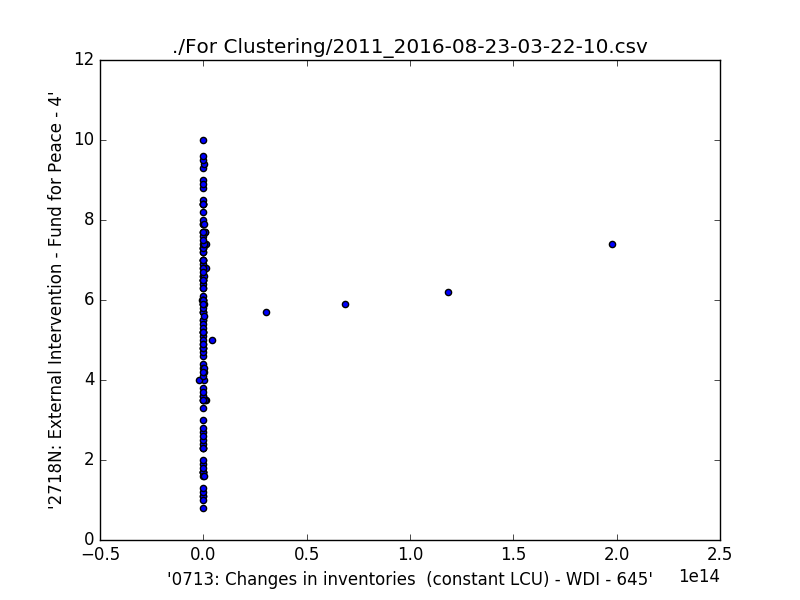 ./For Clustering/2011_2016-08-23-03-22-10.csv
12
10
8
6
4
2
0
'2718N: External Intervention - Fund for Peace - 4'
−0.5 0.0 0.5 1.0 1.5 2.0 2.5
1e14
'0713: Changes in inventories  (constant LCU) - WDI - 645'